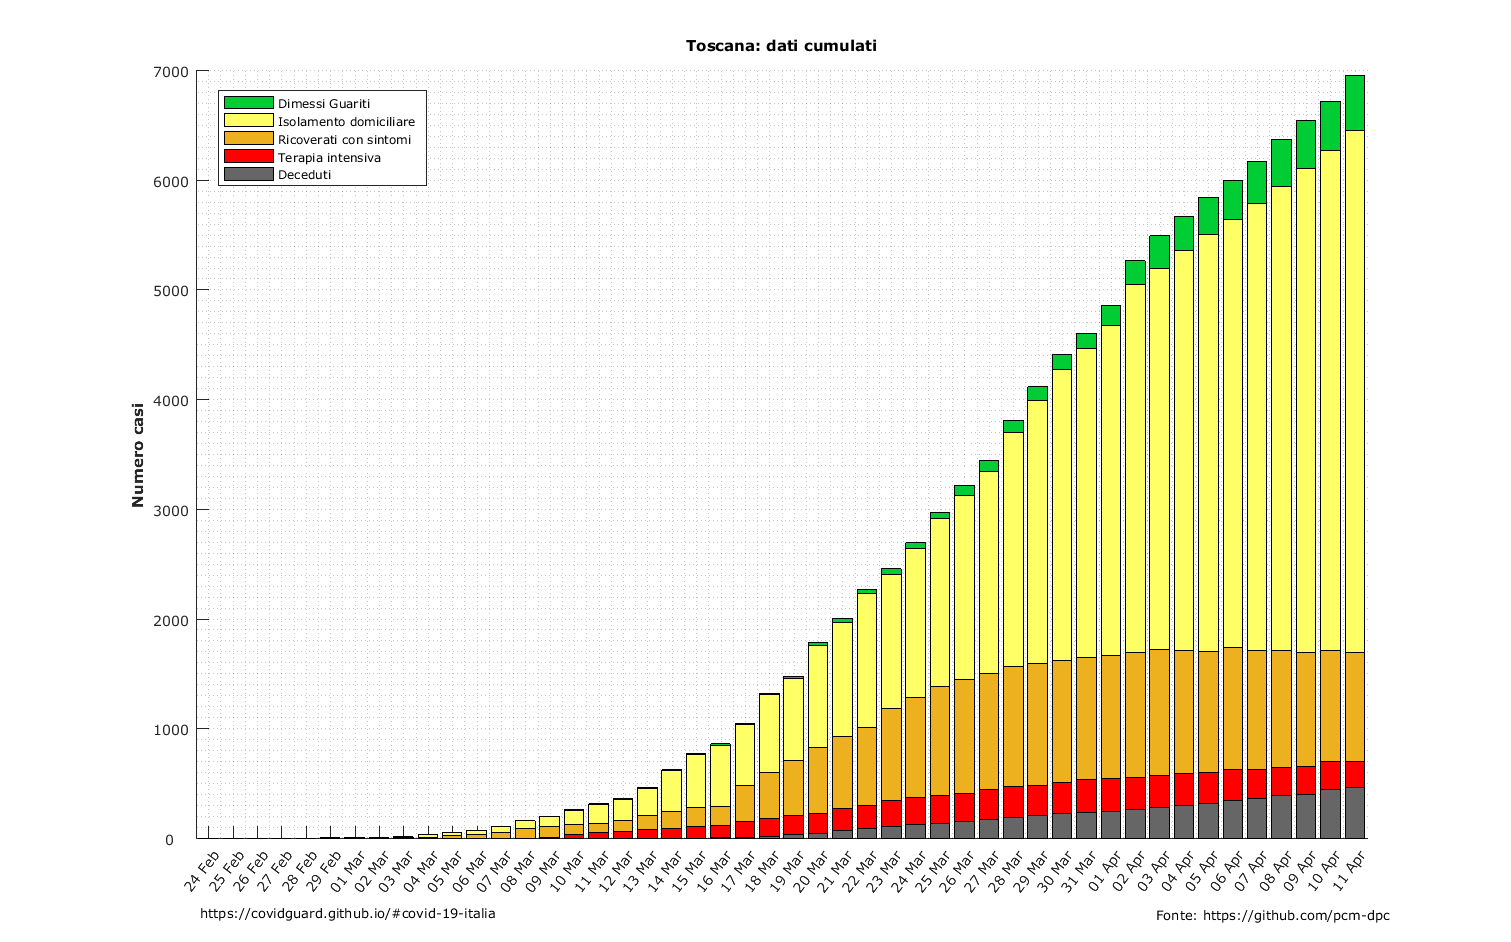 Toscana: dati cumulati
7000
6000
5000
4000
3000
2000
1000
0
Numero casi
Dimessi Guariti
Isolamento domiciliare
Ricoverati con sintomi
Terapia intensiva
Deceduti
24 Feb
25 Feb
26 Feb
27 Feb
28 Feb
29 Feb
01 Mar
02 Mar
03 Mar
04 Mar
05 Mar
06 Mar
07 Mar
08 Mar
09 Mar
10 Mar
11 Mar
12 Mar
13 Mar
14 Mar
15 Mar
16 Mar
17 Mar
18 Mar
19 Mar
20 Mar
21 Mar
22 Mar
23 Mar
24 Mar
25 Mar
26 Mar
27 Mar
28 Mar
29 Mar
30 Mar
31 Mar
01 Apr
02 Apr
03 Apr
04 Apr
05 Apr
06 Apr
07 Apr
08 Apr
09 Apr
10 Apr
11 Apr
https://covidguard.github.io/#covid-19-italia
Fonte: https://github.com/pcm-dpc